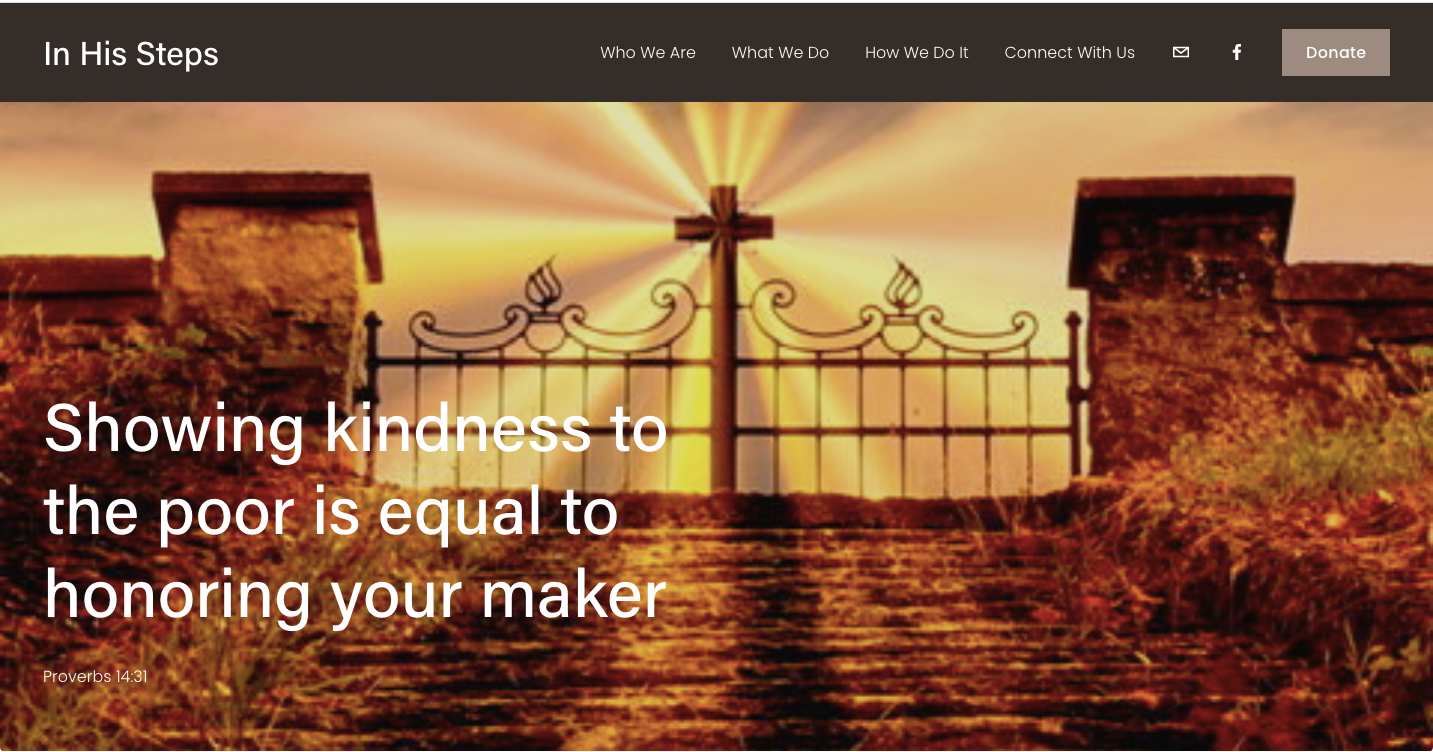 In His Steps
Who We Are
What We Do
How We Do It
Connect With Us
Donate
Showing kindness to
the poor is equal to
honoring your maker
Proverbs 14:31